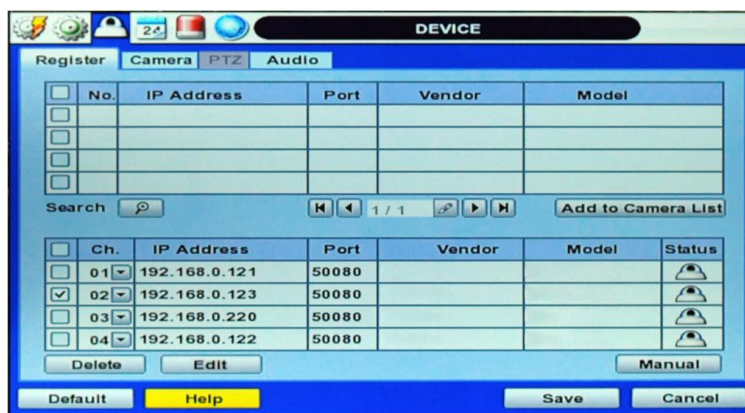 24
DEVICE
Register Camera PTZ Audio
No. IP Address Port Vendor Model
Search 1 / 1 Add to Camera List
Ch. IP Address Port Vendor Model Status
01 192.168.0.121 50080
02 192.168.0.123 50080
03 192.168.0.220 50080
04 192.168.0.122 50080
Delete Edit Manual
Default Help Save Cancel